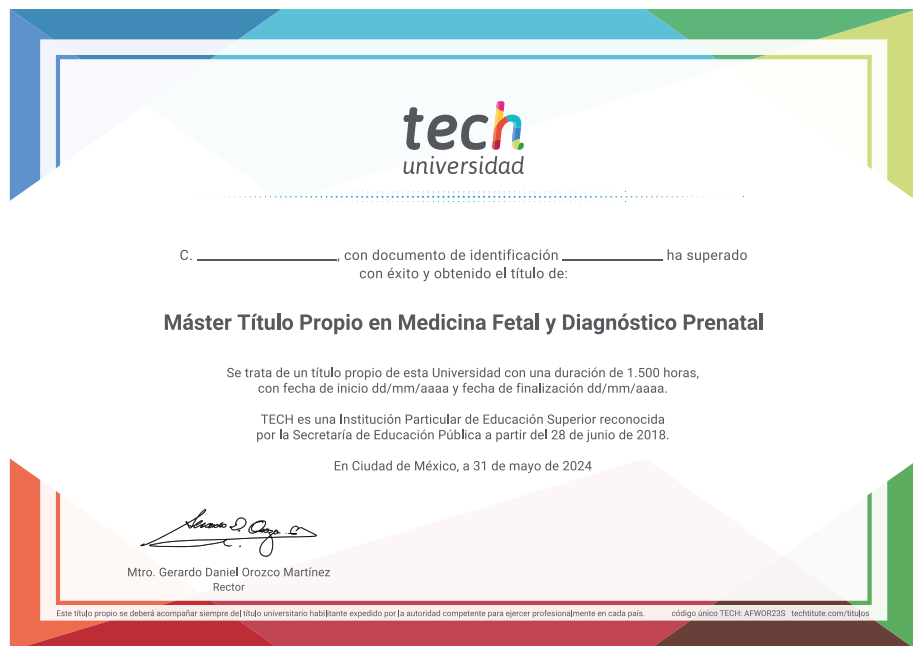 tech
universidad
C. ____________________, con documento de identificación ______________ ha superado
con éxito y obtenido el título de:
Máster Título Propio en Medicina Fetal y Diagnóstico Prenatal
Se trata de un título propio de esta Universidad con una duración de 1.500 horas,
con fecha de inicio dd/mm/aaaa y fecha de finalización dd/mm/aaaa.
TECH es una Institución Particular de Educación Superior reconocida
por la Secretaría de Educación Pública a partir del 28 de junio de 2018.
En Ciudad de México, a 31 de mayo de 2024
Mtro. Gerardo Daniel Orozco Martínez
Rector
Este título propio se deberá acompañar siempre del título universitario habilitante expedido por la autoridad competente para ejercer profesionalmente en cada país. código único TECH: AFWOR23S techtitute.com/titulos